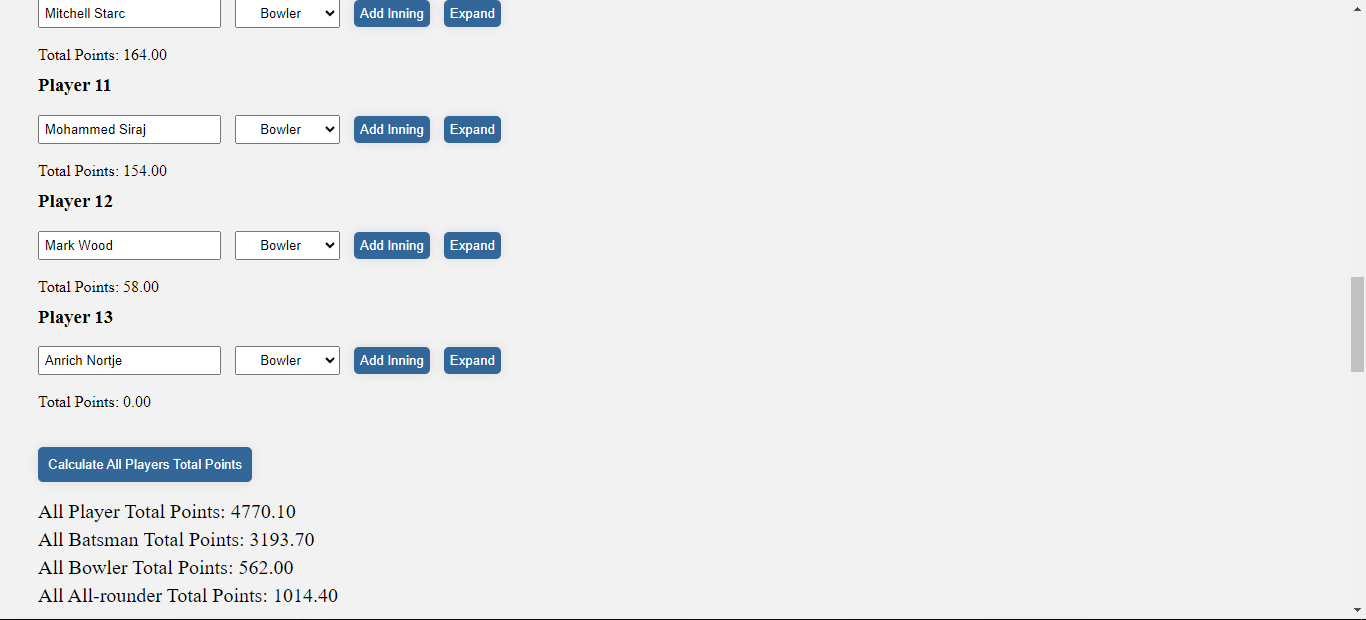 Mitchell Starc Bowler Add Inning Expand
Total Points: 164.00
Player 11
Mohammed Siraj Bowler Add Inning Expand
Total Points: 154.00
Player 12
Mark Wood Bowler Add Inning Expand
Total Points: 58.00
Player 13
Anrich Nortje Bowler Add Inning Expand
Total Points: 0.00
Calculate All Players Total Points
All Player Total Points: 4770.10
All Batsman Total Points: 3193.70
All Bowler Total Points: 562.00
All All-rounder Total Points: 1014.40